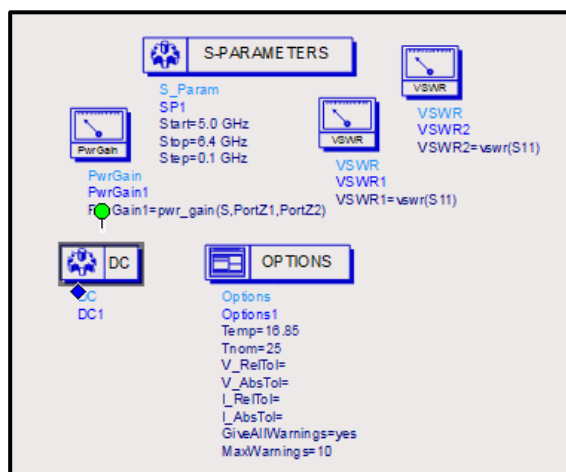 S-PARAMETERS
S_Param
SP1
Start=5.0 GHz
Stop=6.4 GHz
Step=0.1 GHz
VSWR
VSWR
VSWR2
VSWR2=vswr(S11)
VSWR
VSWR
VSWR1
VSWR1=vswr(S11)
PwrGain
PwrGain
PwrGain1
Gain1=pwr_gain(S,PortZ1,PortZ2)
DC
DC
DC1
OPTIONS
Options
Options1
Temp=16.85
Tnom=25
V_RelTol=
V_AbsTol=
I_RelTol=
I_AbsTol=
GiveAllWarnings=yes
MaxWarnings=10